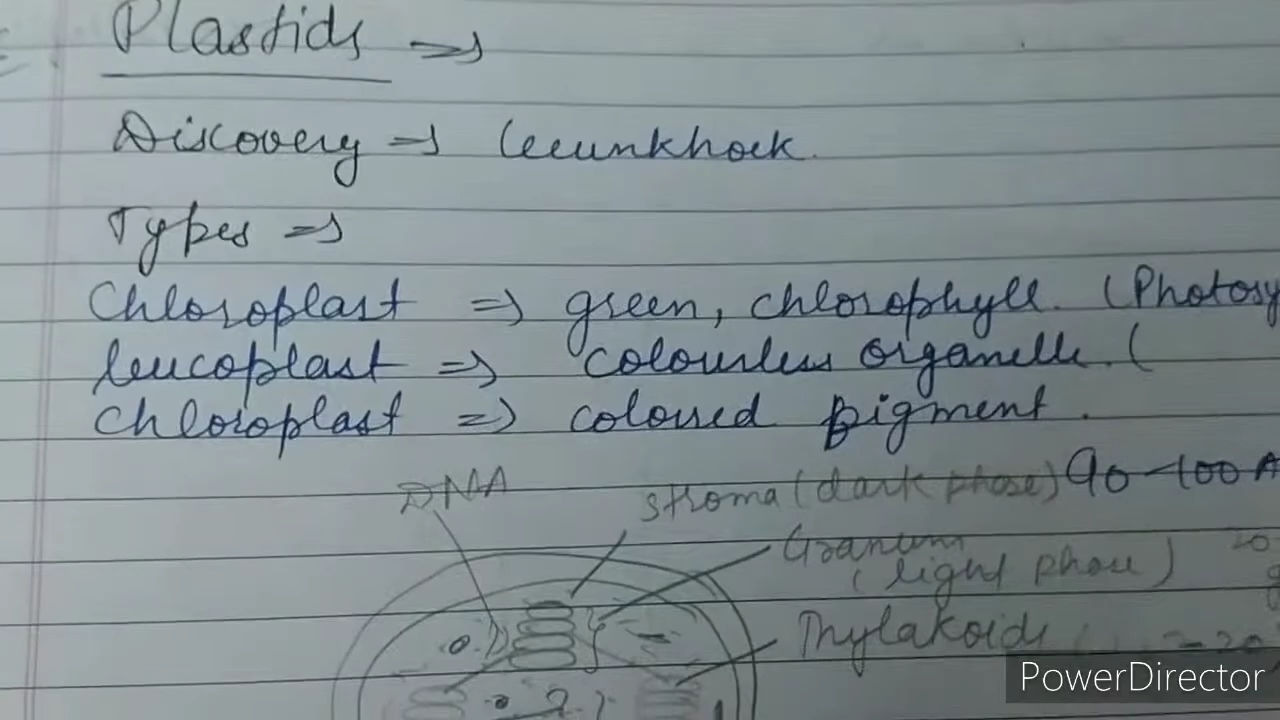 Plastids ⇒
Discovery ⇒ Leeunkhoek.
Types ⇒
Chloroplast ⇒ green, chlorophyll. (Photosy
leucoplast ⇒ colourless organelle. (
Chloroplast ⇒ coloured pigment.
DNA
stroma (dark phase) 90-100 A
Granum
(light phase)
Thylakoids
PowerDirector